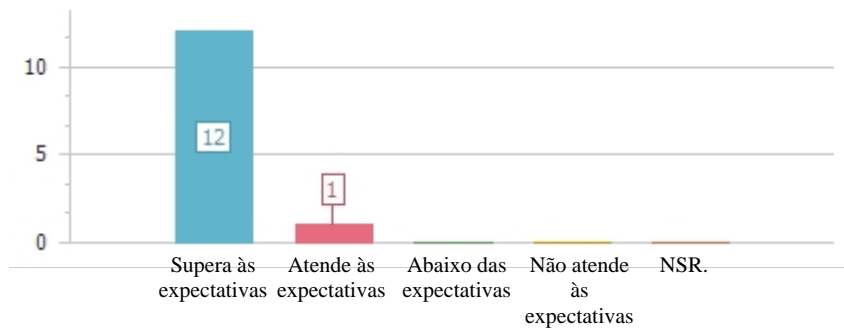 10
12
5
1
0
Supera às expectativas
Atende às expectativas
Abaixo das expectativas
Não atende às expectativas
NSR.